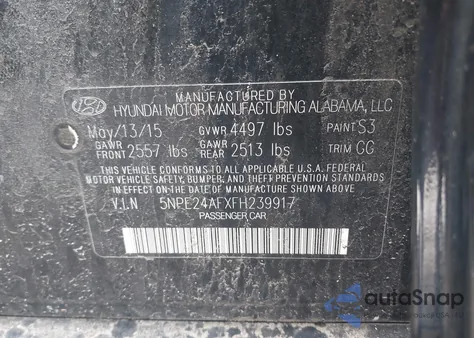 MANUFACTURED BY
HYUNDAI MOTOR MANUFACTURING ALABAMA, LLC
May/13/15 GVWR 4497 lbs PAINT S3
GAWR FRONT 2557 lbs GAWR REAR 2513 lbs TRIM GG
THIS VEHICLE CONFORMS TO ALL APPLICABLE U.S.A. FEDERAL
MOTOR VEHICLE SAFETY, BUMPER, AND THEFT PREVENTION STANDARDS
IN EFFECT ON THE DATE OF MANUFACTURE SHOWN ABOVE.
V.I.N 5NPE24AFXFH239917
PASSENGER CAR
autoSnap